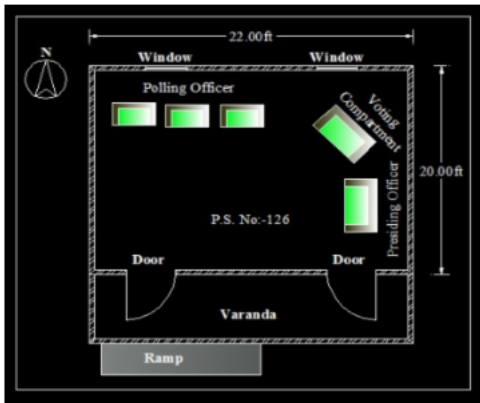 22.00ft
N
Window
Window
Polling Officer
Voting
Compartment
20.00ft
Presiding Officer
P.S. No:-126
Door
Door
Varanda
Ramp